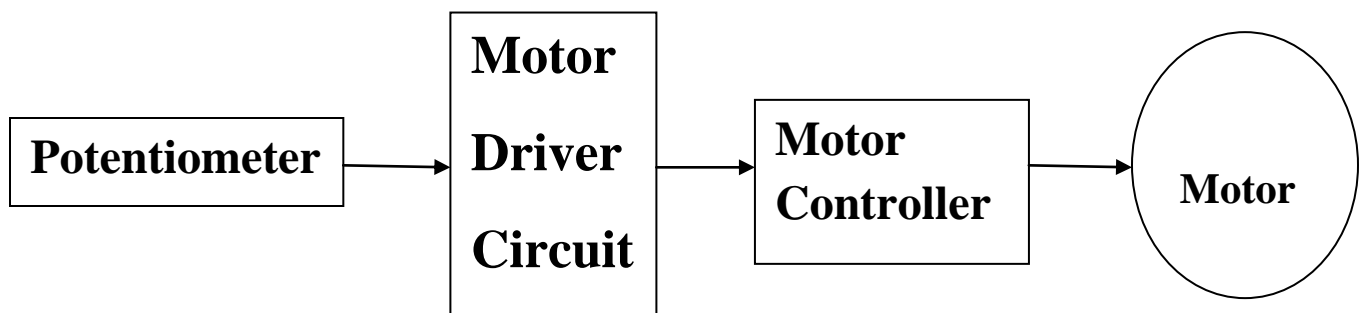 Potentiometer
Motor
Driver
Circuit
Motor
Controller
Motor